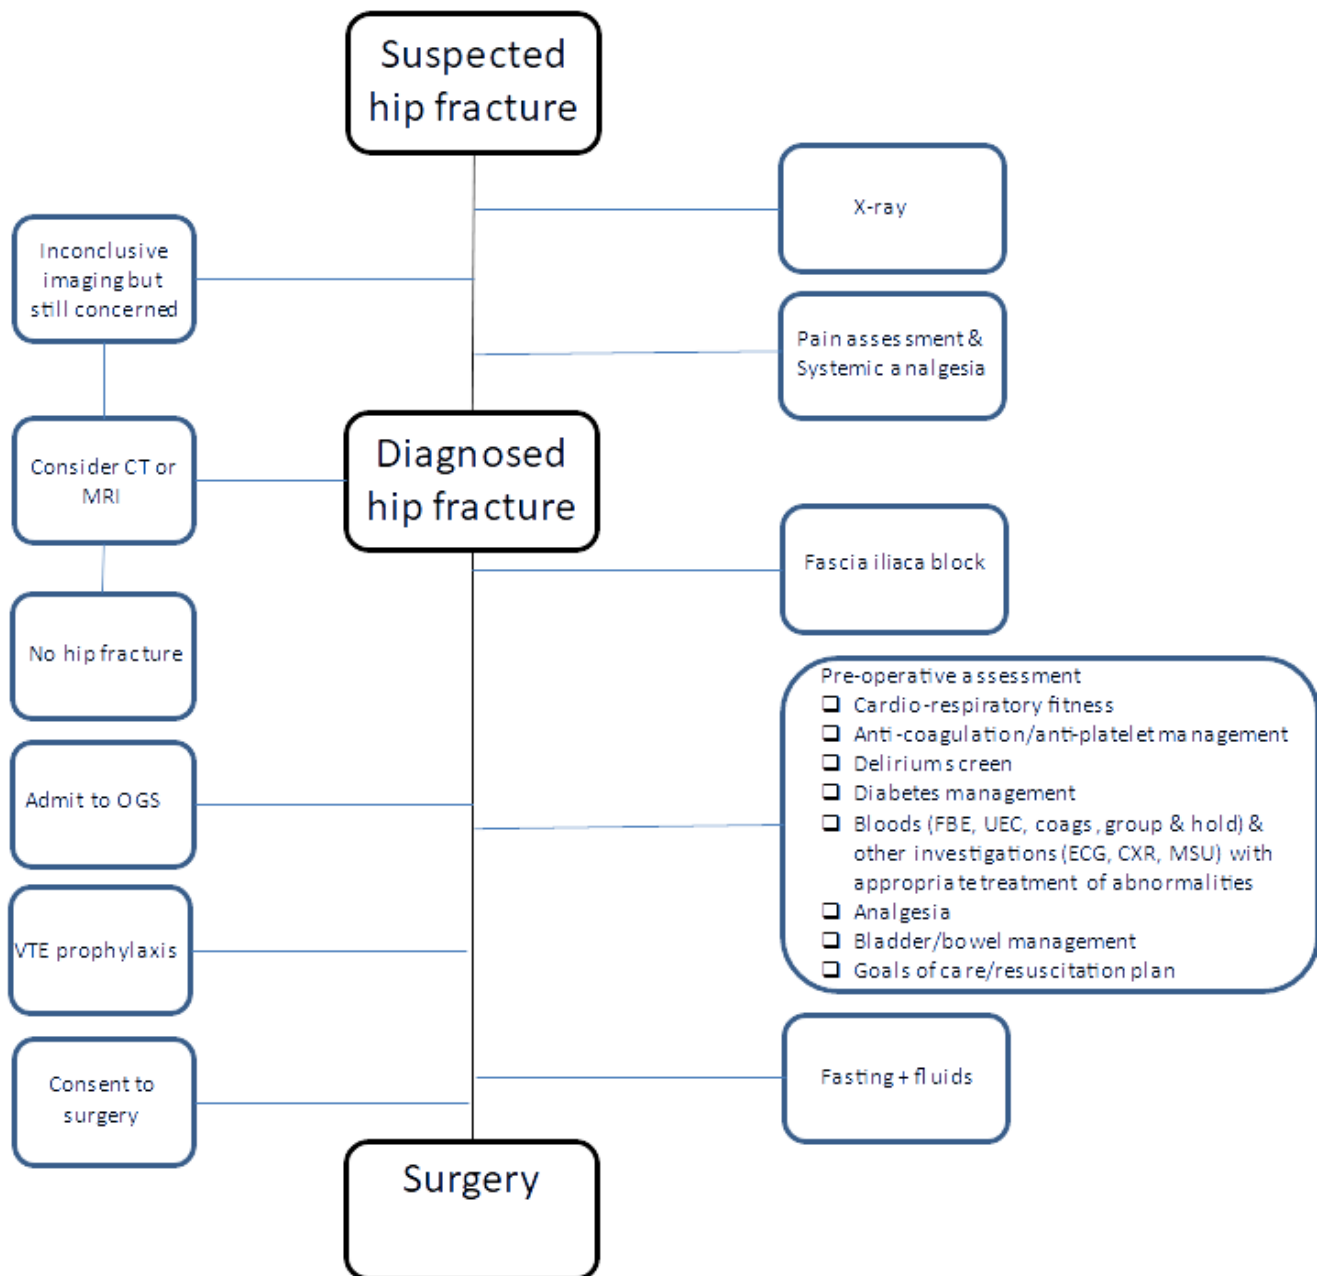 Suspected
hip fracture
X-ray
Inconclusive
imaging but
still concerned
Pain assessment &
Systemic analgesia
Consider CT or
MRI
Diagnosed
hip fracture
Fascia iliaca block
No hip fracture
Pre-operative assessment
Cardio-respiratory fitness
Anti-coagulation/anti-platelet management
Delirium screen
Diabetes management
Bloods (FBE, UEC, coags, group & hold) &
other investigations (ECG, CXR, MSU) with
appropriate treatment of abnormalities
Analgesia
Bladder/bowel management
Goals of care/resuscitation plan
Admit to OGS
VTE prophylaxis
Consent to
surgery
Fasting + fluids
Surgery